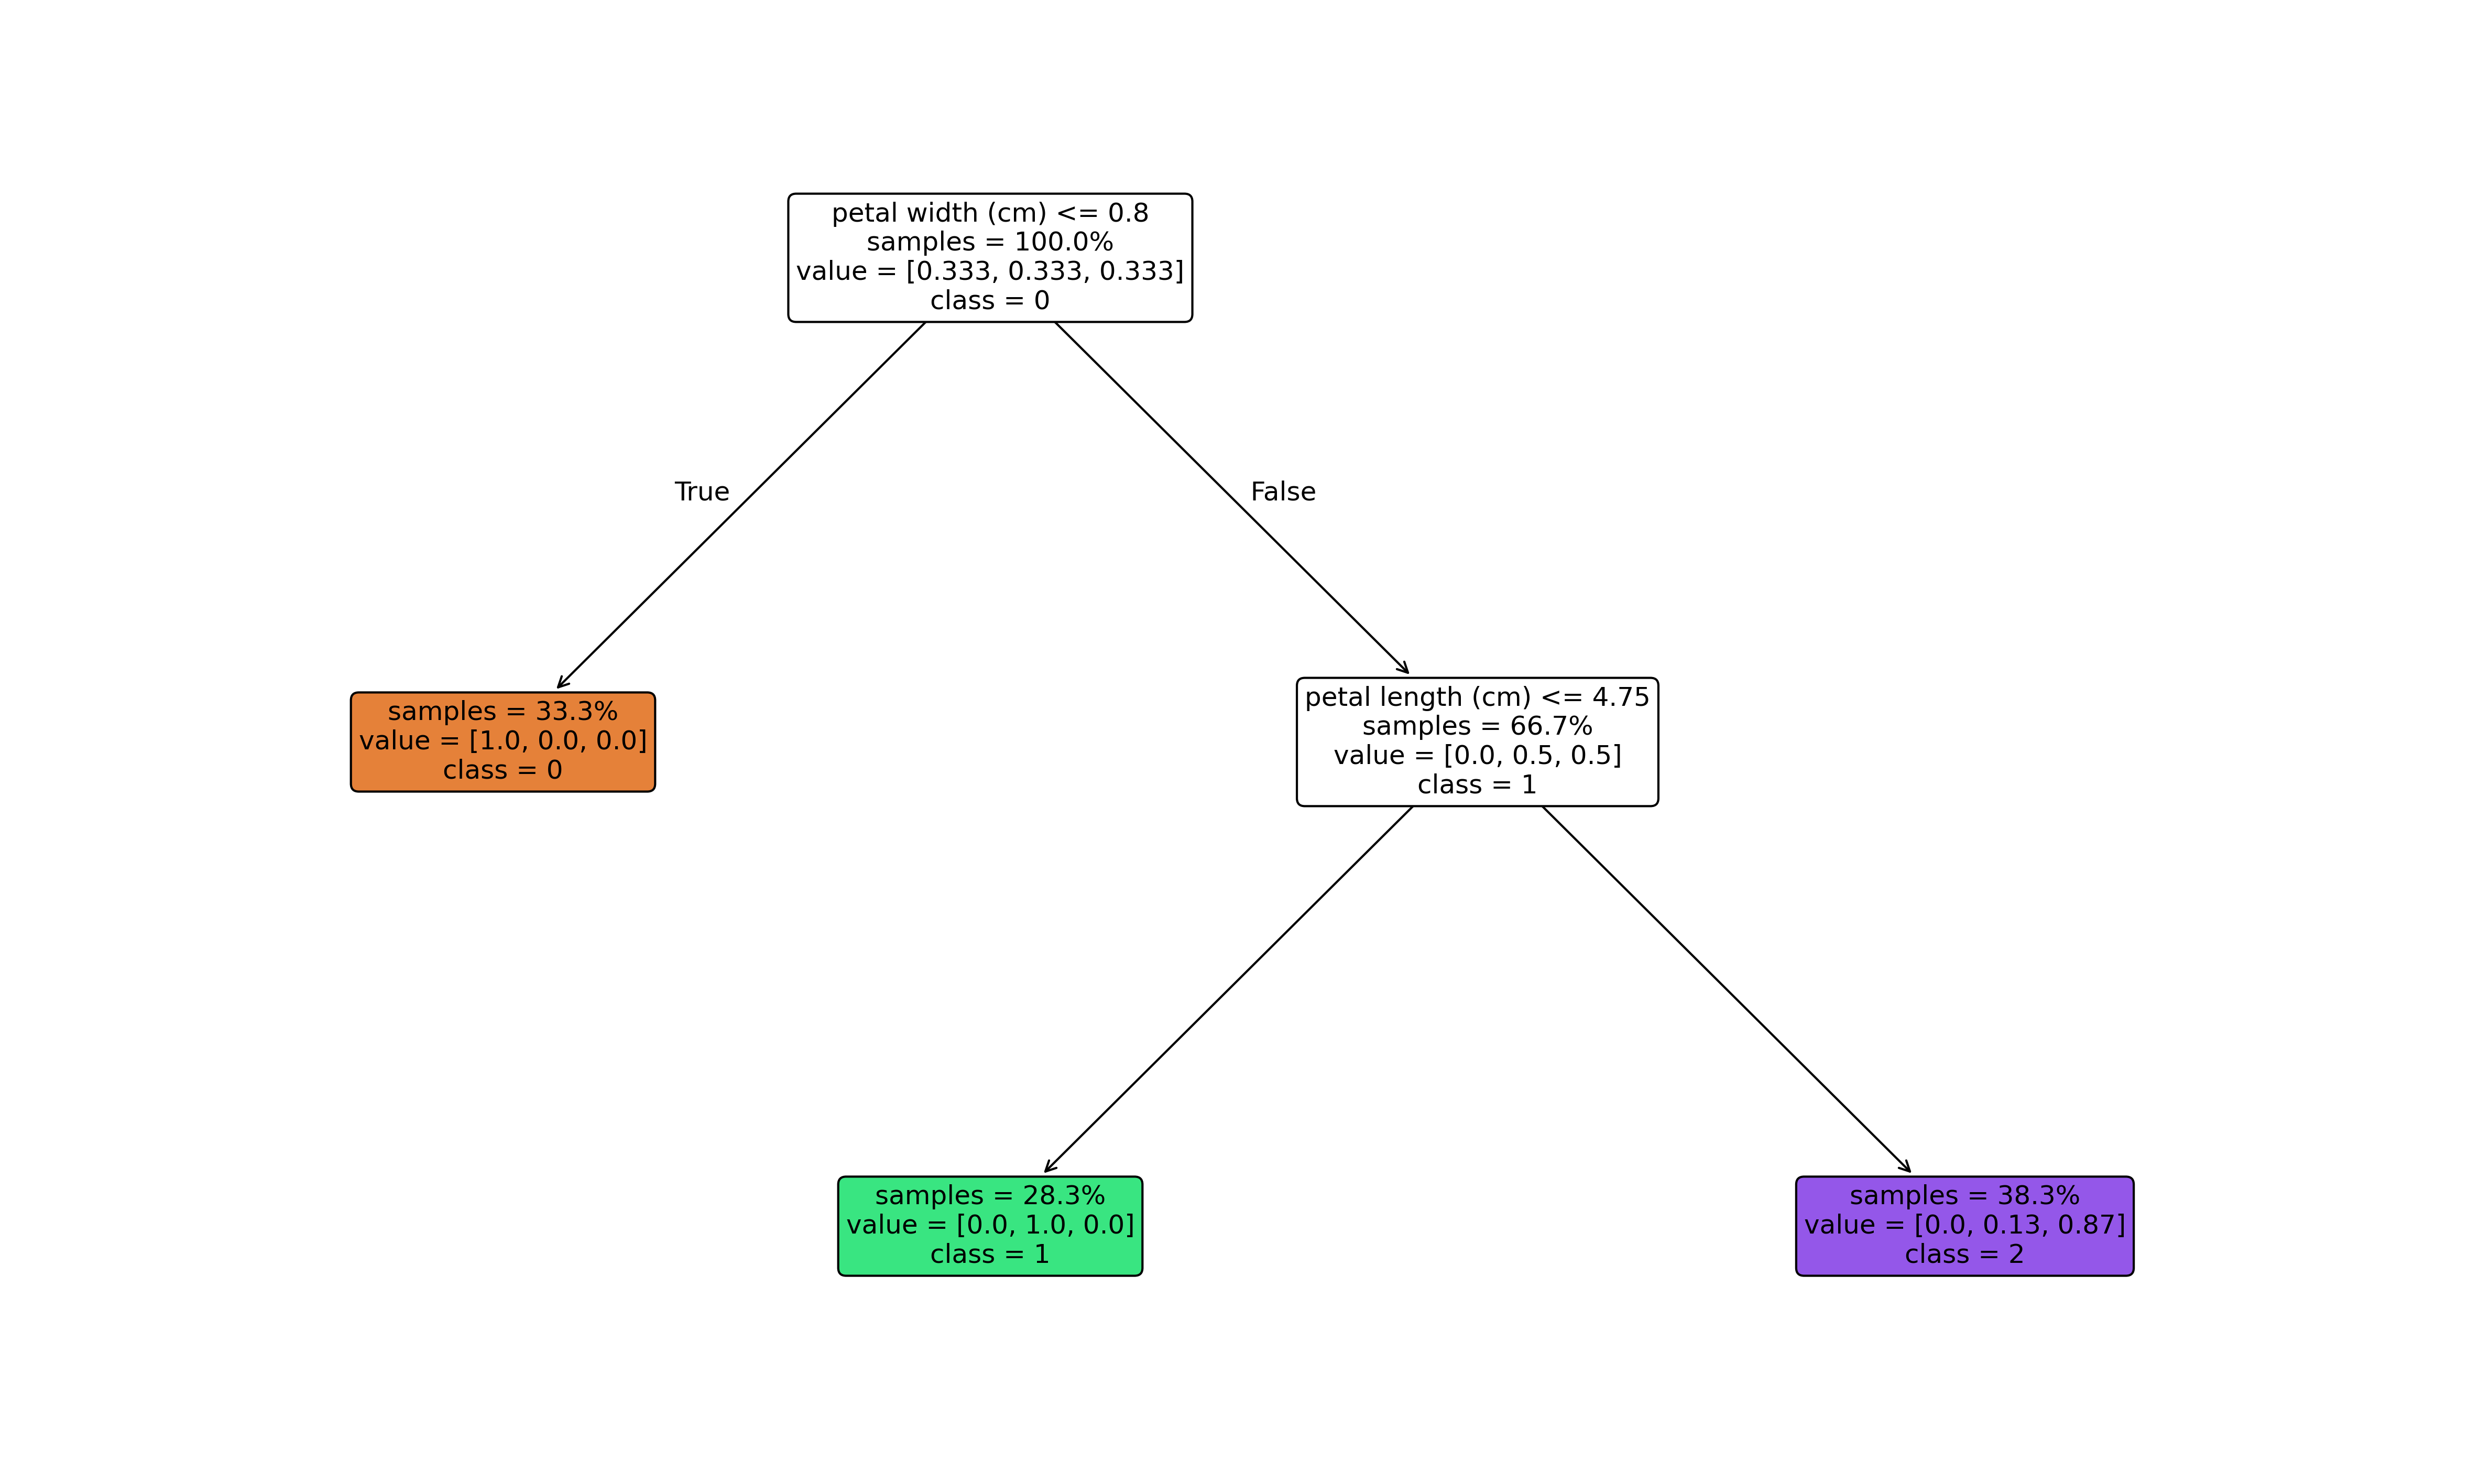 petal width (cm) <= 0.8
samples = 100.0%
value = [0.333, 0.333, 0.333]
class = 0
True
False
samples = 33.3%
value = [1.0, 0.0, 0.0]
class = 0
petal length (cm) <= 4.75
samples = 66.7%
value = [0.0, 0.5, 0.5]
class = 1
samples = 28.3%
value = [0.0, 1.0, 0.0]
class = 1
samples = 38.3%
value = [0.0, 0.13, 0.87]
class = 2